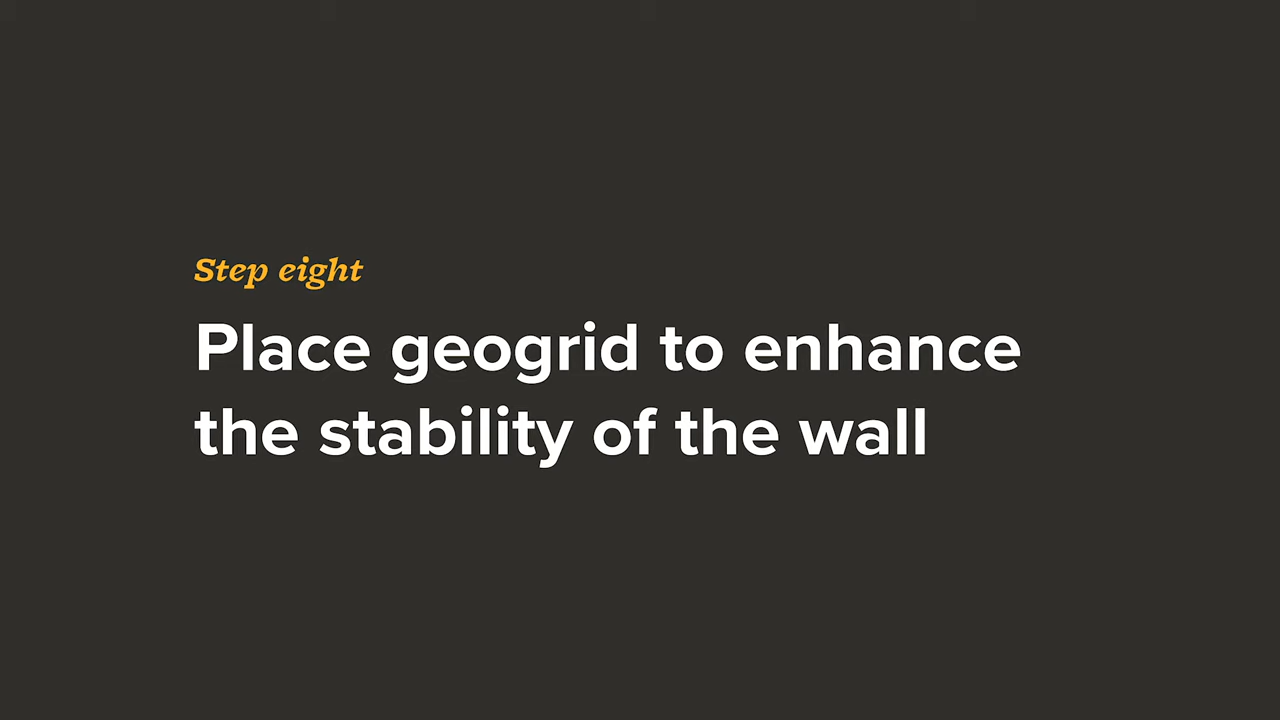 Step eight
Place geogrid to enhance
the stability of the wall